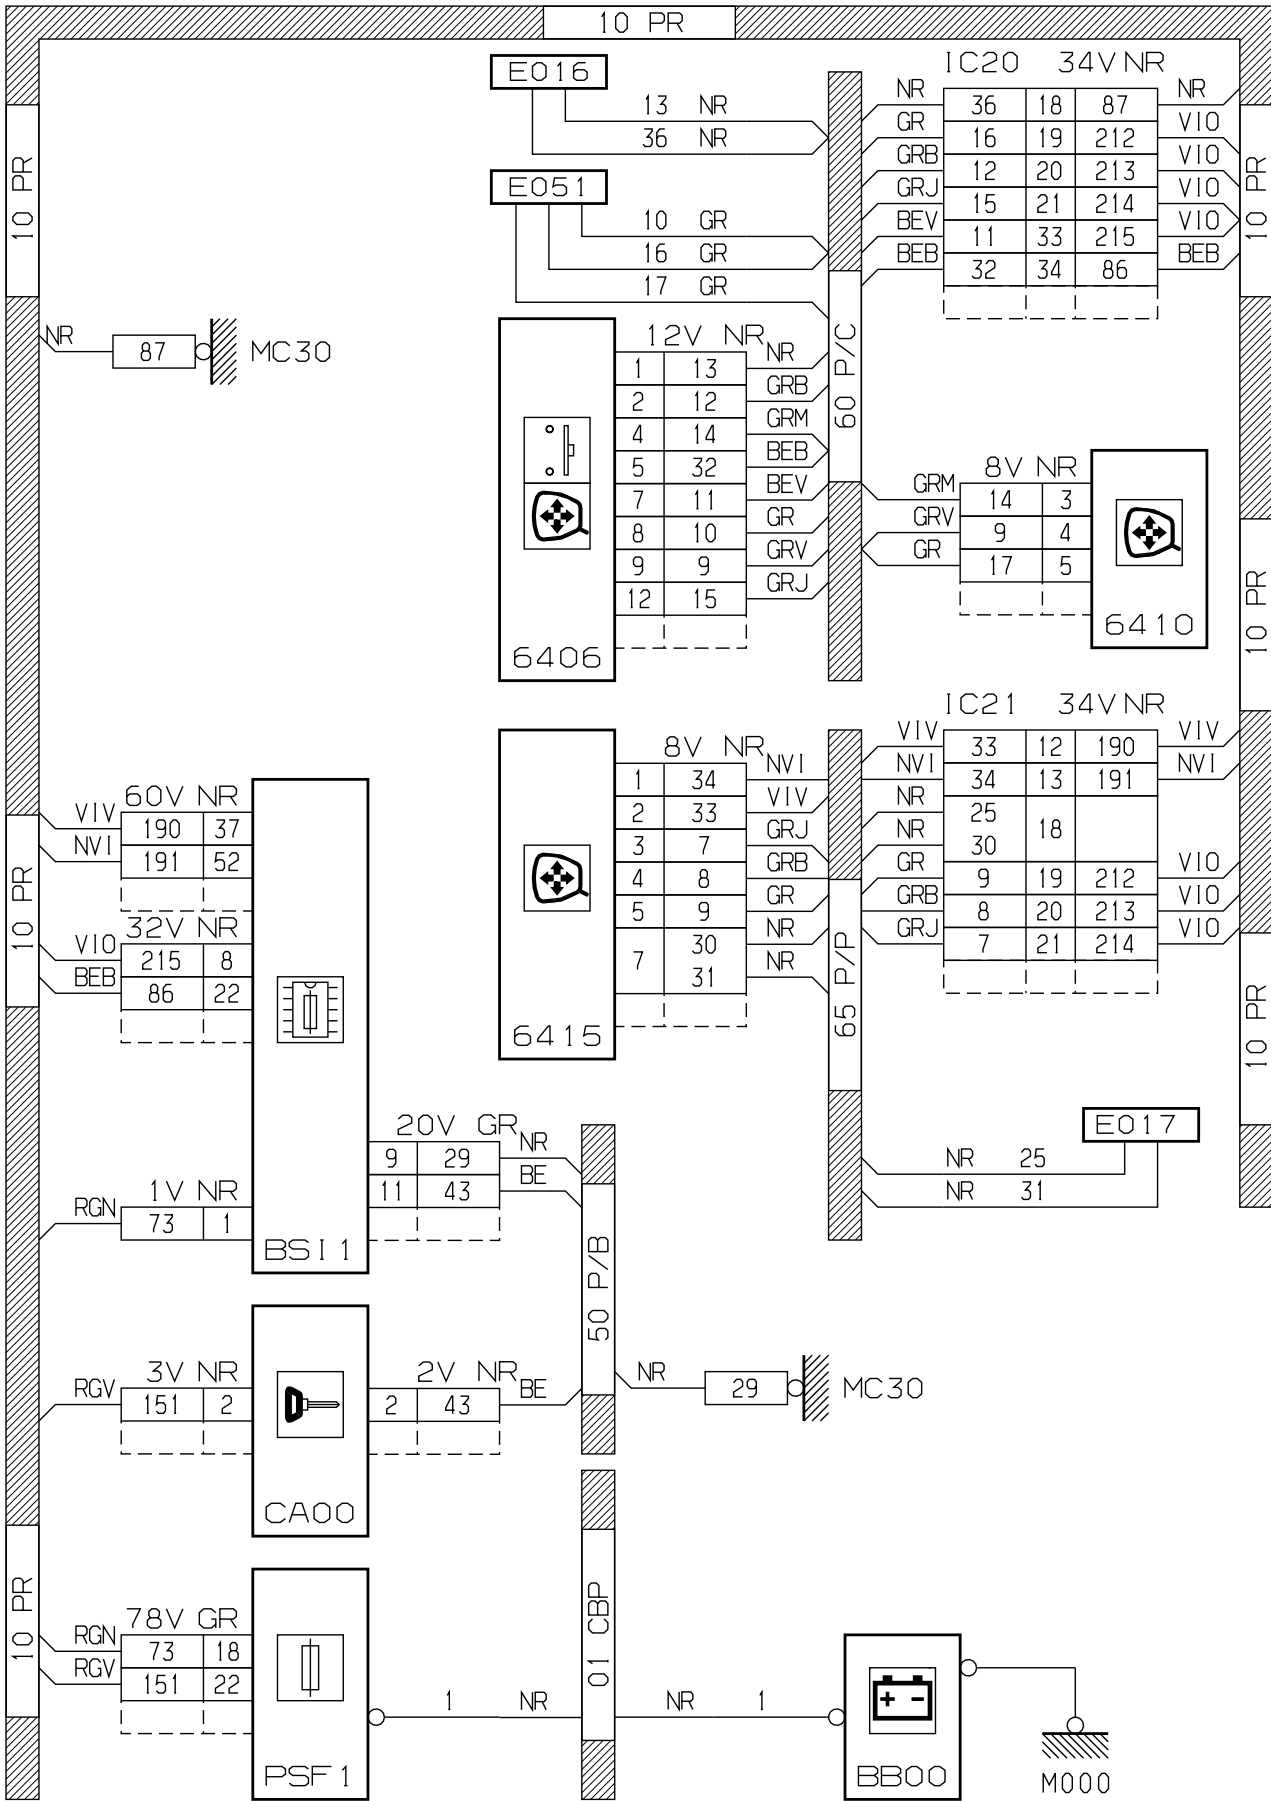 10 PR
E016
13 NR
36 NR
E051
10 GR
16 GR
17 GR
IC20 34V NR
NR 36 18 87 NR
GR 16 19 212 VIO
GRB 12 20 213 VIO
GRJ 15 21 214 VIO
BEV 11 33 215 VIO
BEB 32 34 86 BEB
10 PR
10 PR
NR 87 MC30
12V NR
1 13 NR
2 12 GRB
4 14 GRM
5 32 BEB
7 11 BEV
8 10 GR
9 9 GRV
12 15 GRJ
6406
60 P/C
8V NR
GRM 14 3
GRV 9 4
GR 17 5
6410
10 PR
8V NR
1 34 NVI
2 33 VIV
3 7 GRJ
4 8 GRB
5 9 GR
7 30 NR
31 NR
6415
65 P/P
IC21 34V NR
VIV 33 12 190 VIV
NVI 34 13 191 NVI
NR 25 18
NR 30
GR 9 19 212 VIO
GRB 8 20 213 VIO
GRJ 7 21 214 VIO
10 PR
E017
NR 25
NR 31
10 PR
60V NR
VIV 190 37
NVI 191 52
32V NR
VIO 215 8
BEB 86 22
1V NR
RGN 73 1
BSI1
20V GR
9 29 NR
11 43 BE
50 P/B
3V NR
RGV 151 2
CA00
2V NR
2 43 BE
NR 29 MC30
10 PR
78V GR
RGN 73 18
RGV 151 22
PSF1
1 NR
01 CBP
NR 1
BB00
+ -
M000